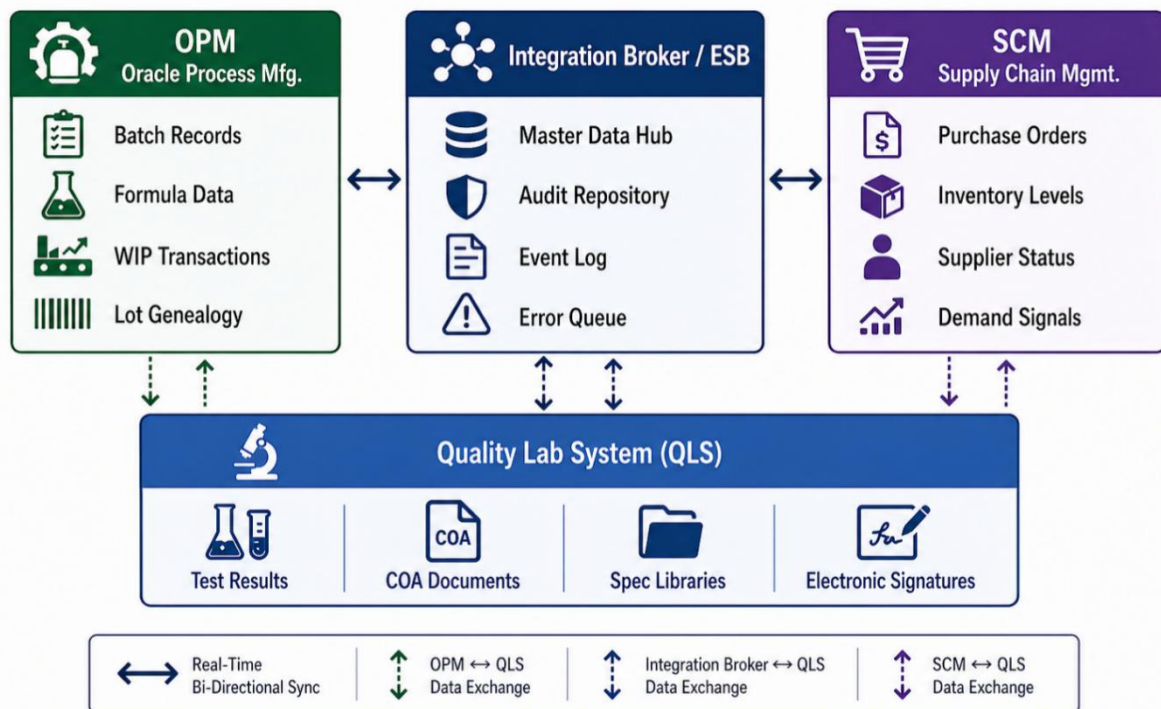 OPM
Oracle Process Mfg.
Batch Records
Formula Data
WIP Transactions
Lot Genealogy
Integration Broker / ESB
Master Data Hub
Audit Repository
Event Log
Error Queue
SCM
Supply Chain Mgmt.
$
Purchase Orders
Inventory Levels
Supplier Status
Demand Signals
Quality Lab System (QLS)
Test Results
COA
COA Documents
Spec Libraries
Electronic Signatures
Real-Time
Bi-Directional Sync
OPM ↔ QLS
Data Exchange
Integration Broker ↔ QLS
Data Exchange
SCM ↔ QLS
Data Exchange